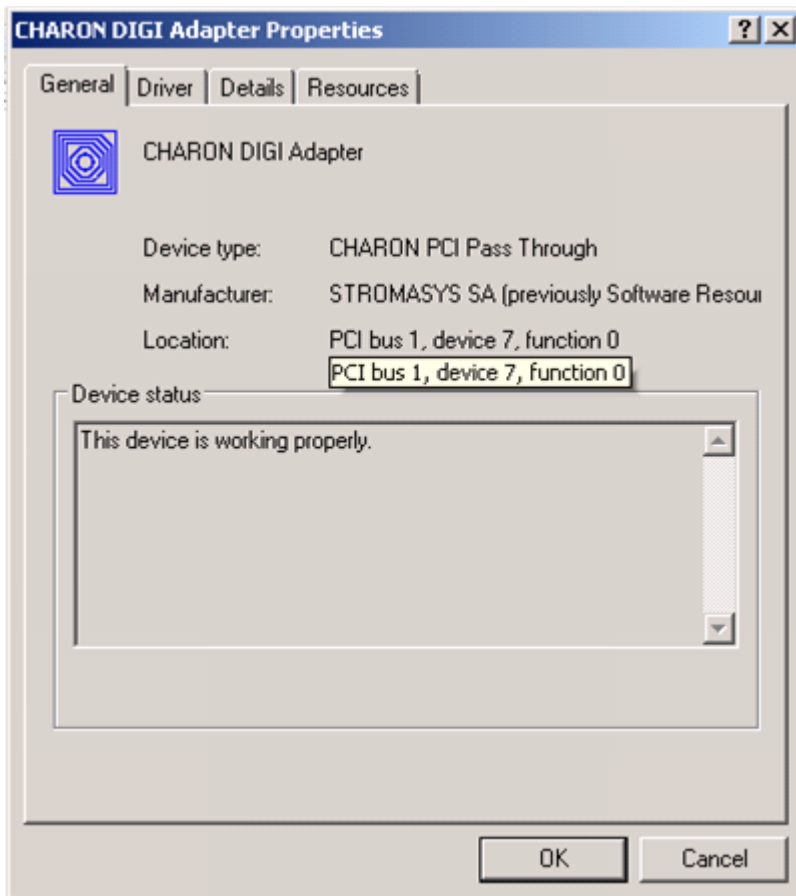 CHARON DIGI Adapter Properties
General Driver Details Resources
CHARON DIGI Adapter
Device type: CHARON PCI Pass Through
Manufacturer: STROMASYS SA (previously Software Resour
Location: PCI bus 1, device 7, function 0
PCI bus 1, device 7, function 0
Device status
This device is working properly.
OK Cancel